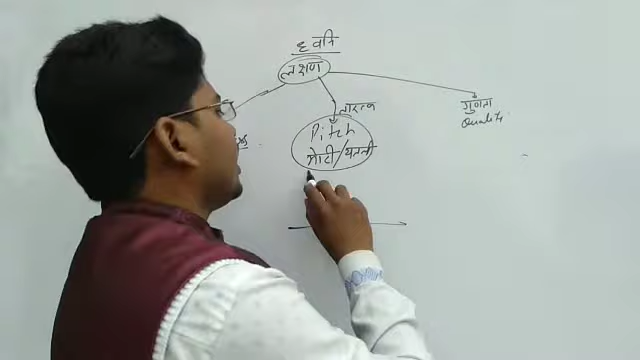 ध्वनि
लक्षण
तारत्व
Pitch
मोटी/पतली
गुणता
Quality